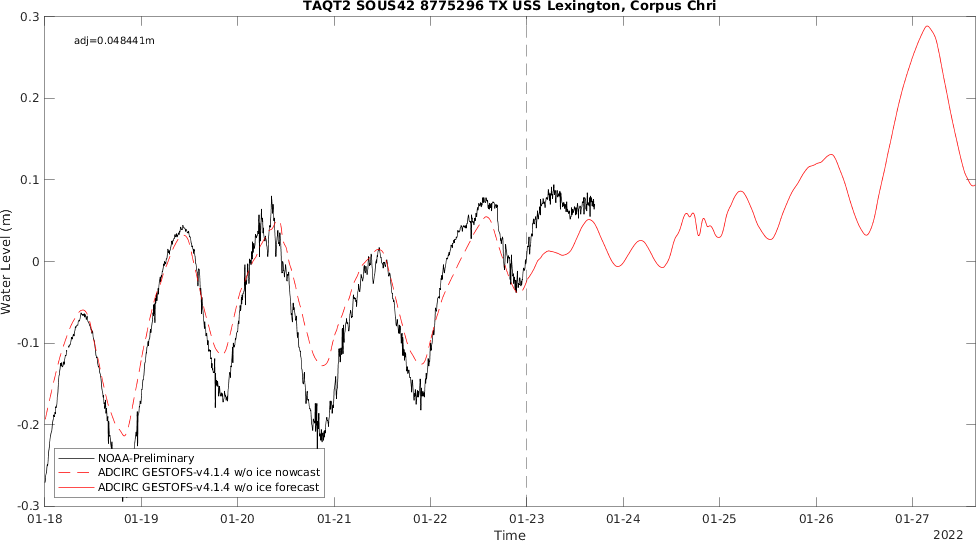 TAQT2 SOUS42 8775296 TX USS Lexington, Corpus Chri
adj=0.048441m
0.3
0.2
0.1
0
-0.1
-0.2
-0.3
Water Level (m)
NOAA-Preliminary
ADCIRC GESTOFS-v4.1.4 w/o ice nowcast
ADCIRC GESTOFS-v4.1.4 w/o ice forecast
01-18 01-19 01-20 01-21 01-22 01-23 01-24 01-25 01-26 01-27
Time
2022